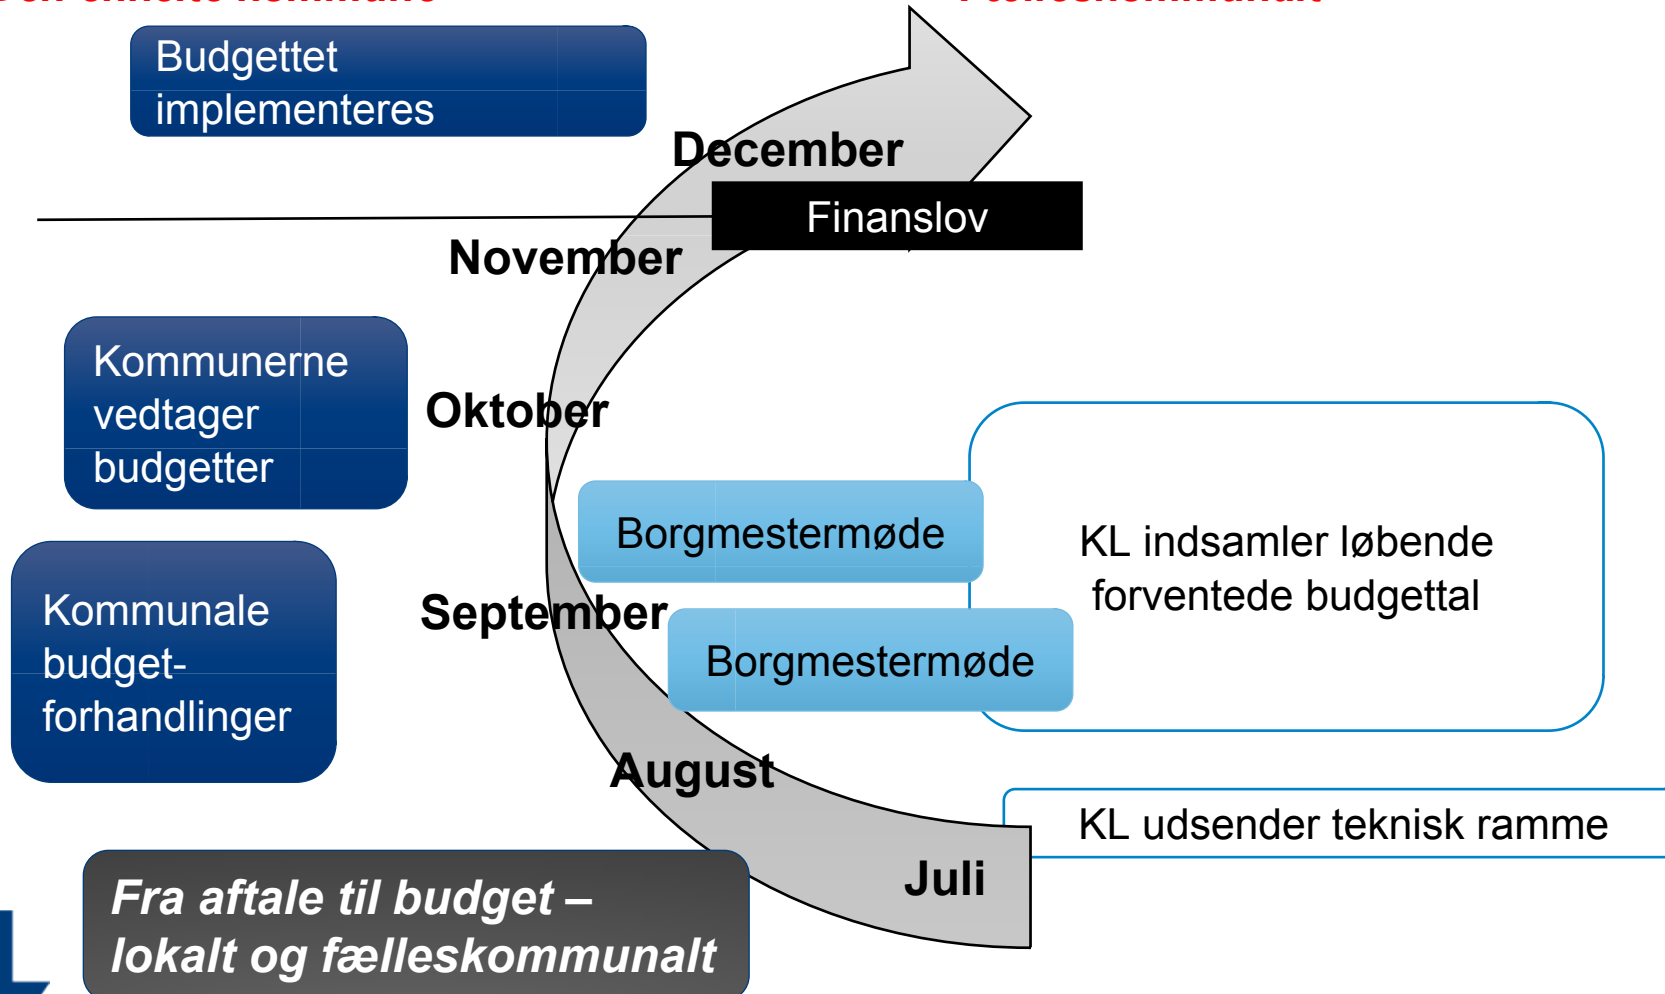 Budgettet
implementeres
December
Finanslov
November
Kommunerne
vedtager
budgetter
Oktober
Borgmestermøde
KL indsamler løbende
forventede budgettal
Kommunale
budget-
forhandlinger
September
Borgmestermøde
August
KL udsender teknisk ramme
Juli
Fra aftale til budget –
lokalt og fælleskommunalt